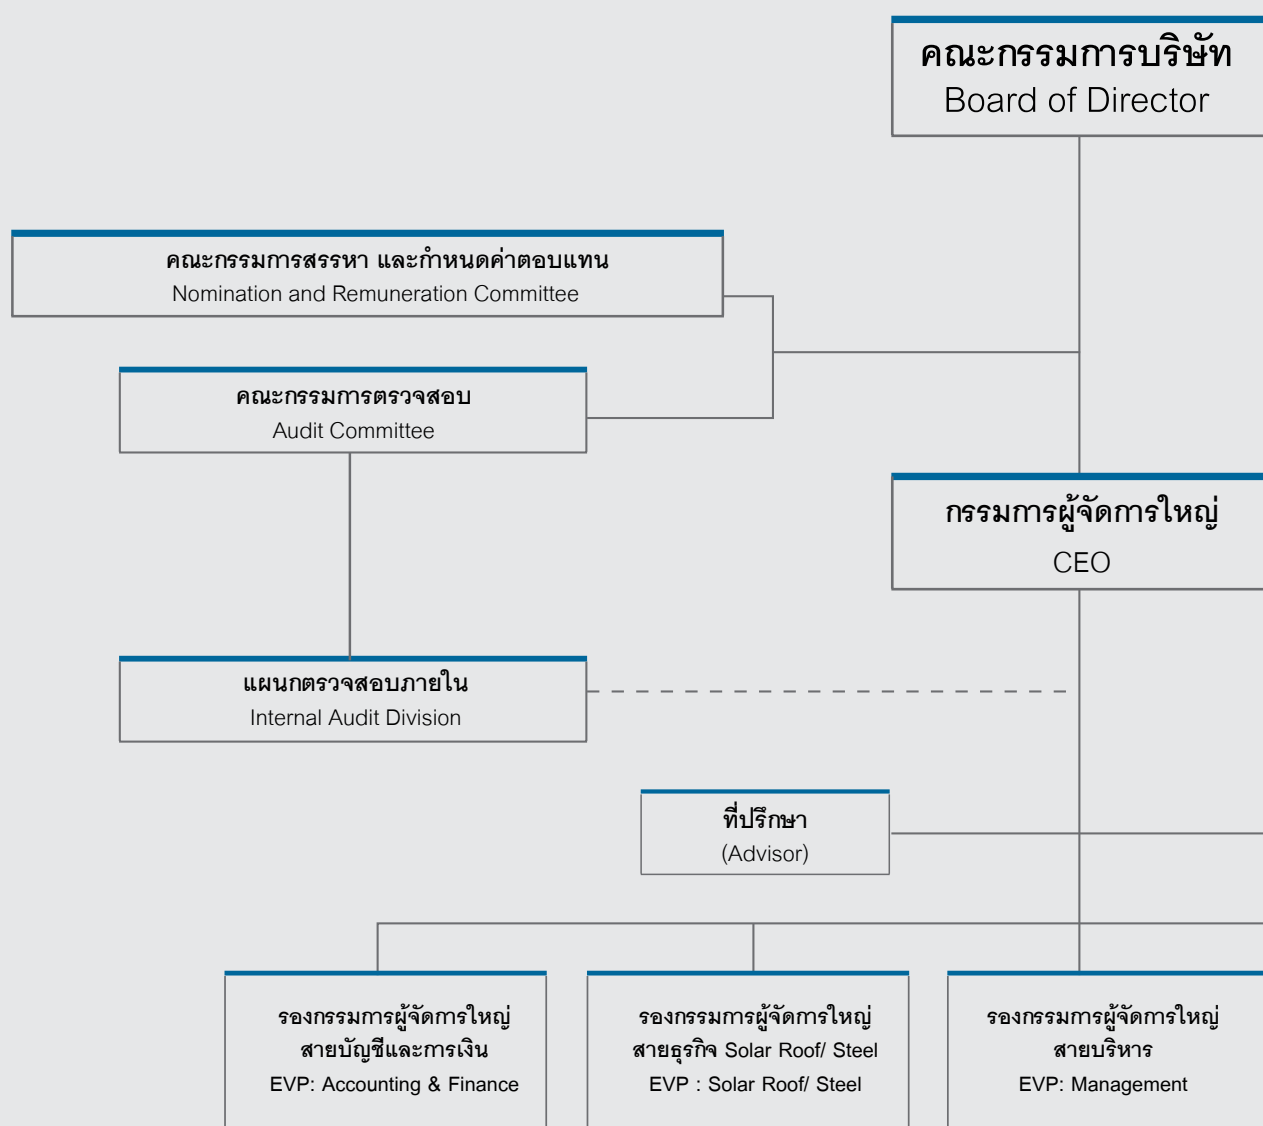 คณะกรรมการบริษัท
Board of Director
คณะกรรมการสรรหา และกำหนดค่าตอบแทน
Nomination and Remuneration Committee
คณะกรรมการตรวจสอบ
Audit Committee
กรรมการผู้จัดการใหญ่
CEO
แผนกตรวจสอบภายใน
Internal Audit Division
ที่ปรึกษา
(Advisor)
รองกรรมการผู้จัดการใหญ่
สายบัญชีและการเงิน
EVP: Accounting & Finance
รองกรรมการผู้จัดการใหญ่
สายธุรกิจ Solar Roof/ Steel
EVP : Solar Roof/ Steel
รองกรรมการผู้จัดการใหญ่
สายบริหาร
EVP: Management